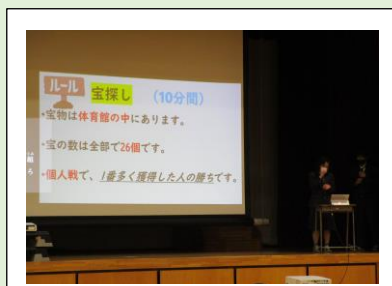 ルール
宝探し (10分間)
・宝物は体育館の中にあります。
・宝の数は全部で26個です。
・個人戦で、1番多く獲得した人の勝ちです。